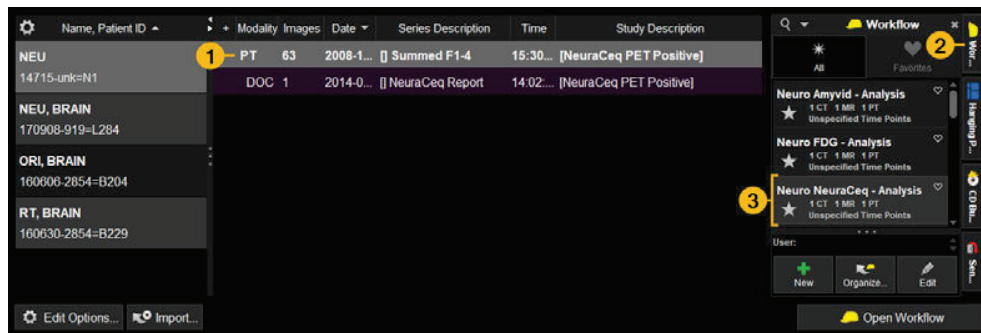 Name, Patient ID
+ Modality Images Date Series Description Time Study Description
NEU
14715-unk=N1
NEU, BRAIN
170908-919=L284
ORI, BRAIN
160606-2854=B204
RT, BRAIN
160630-2854=B229
1 PT 63 2008-1... [] Summed F1-4 15:30... [NeuraCeq PET Positive]
DOC 1 2014-0... [] NeuraCeq Report 14:02:... [NeuraCeq PET Positive]
Workflow
2
All Favorites
Neuro Amyvid - Analysis
1 CT 1 MR 1 PT
Unspecified Time Points
Neuro FDG - Analysis
1 CT 1 MR 1 PT
Unspecified Time Points
3
Neuro NeuraCeq - Analysis
1 CT 1 MR 1 PT
Unspecified Time Points
User:
New Organize... Edit
Wor...
Hanging P...
CD Bu...
Sen...
Edit Options... Import...
Open Workflow